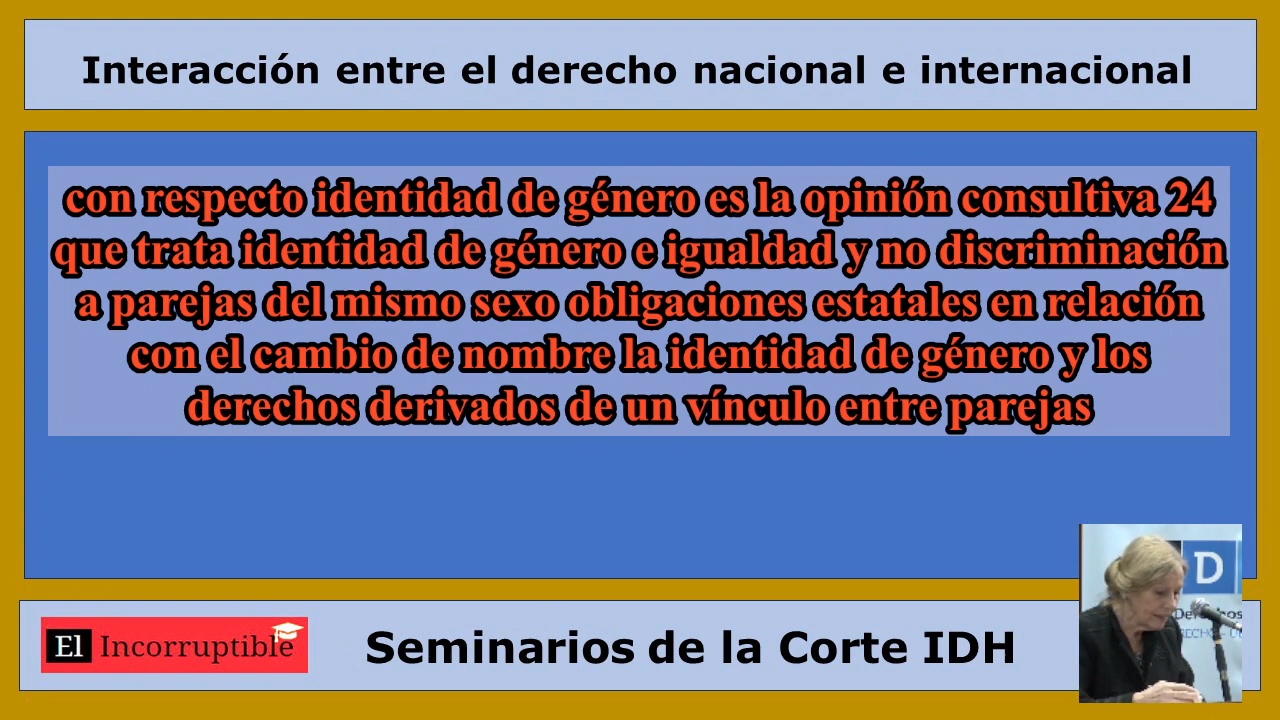 Interacción entre el derecho nacional e internacional
con respecto identidad de género es la opinión consultiva 24
que trata identidad de género e igualdad y no discriminación
a parejas del mismo sexo obligaciones estatales en relación
con el cambio de nombre la identidad de género y los
derechos derivados de un vínculo entre parejas
D
El Incorruptible
Seminarios de la Corte IDH